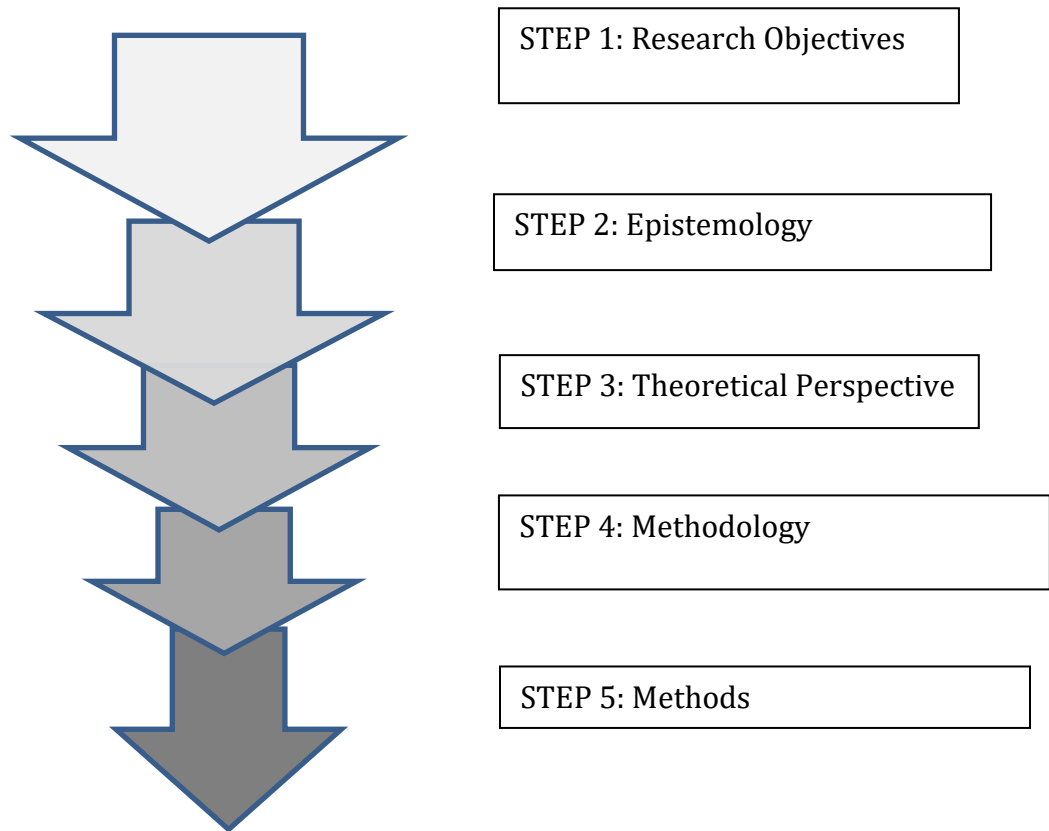 STEP 1: Research Objectives
STEP 2: Epistemology
STEP 3: Theoretical Perspective
STEP 4: Methodology
STEP 5: Methods